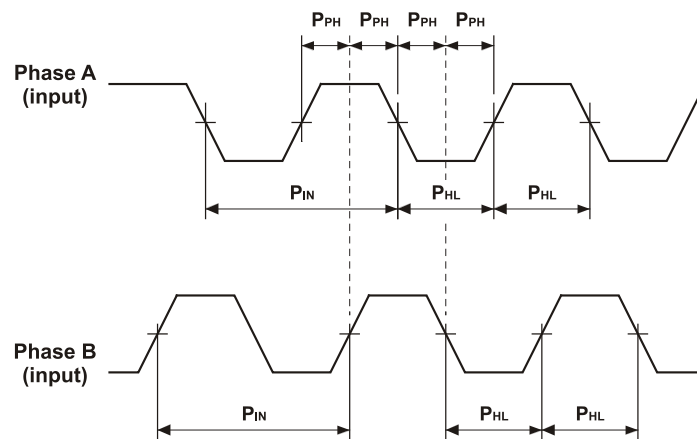 PPH PPH PPH PPH
Phase A
(input)
PIN PHL PHL
Phase B
(input)
PIN PHL PHL